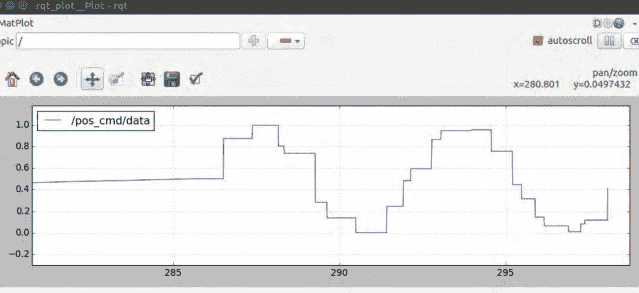 rqt_plot__Plot - rqt
MatPlot
D
opic /
autoscroll
pan/zoom
x=280.801 y=0.0497432
/pos_cmd/data
1.0
0.8
0.6
0.4
0.2
0.0
−0.2
285
290
295